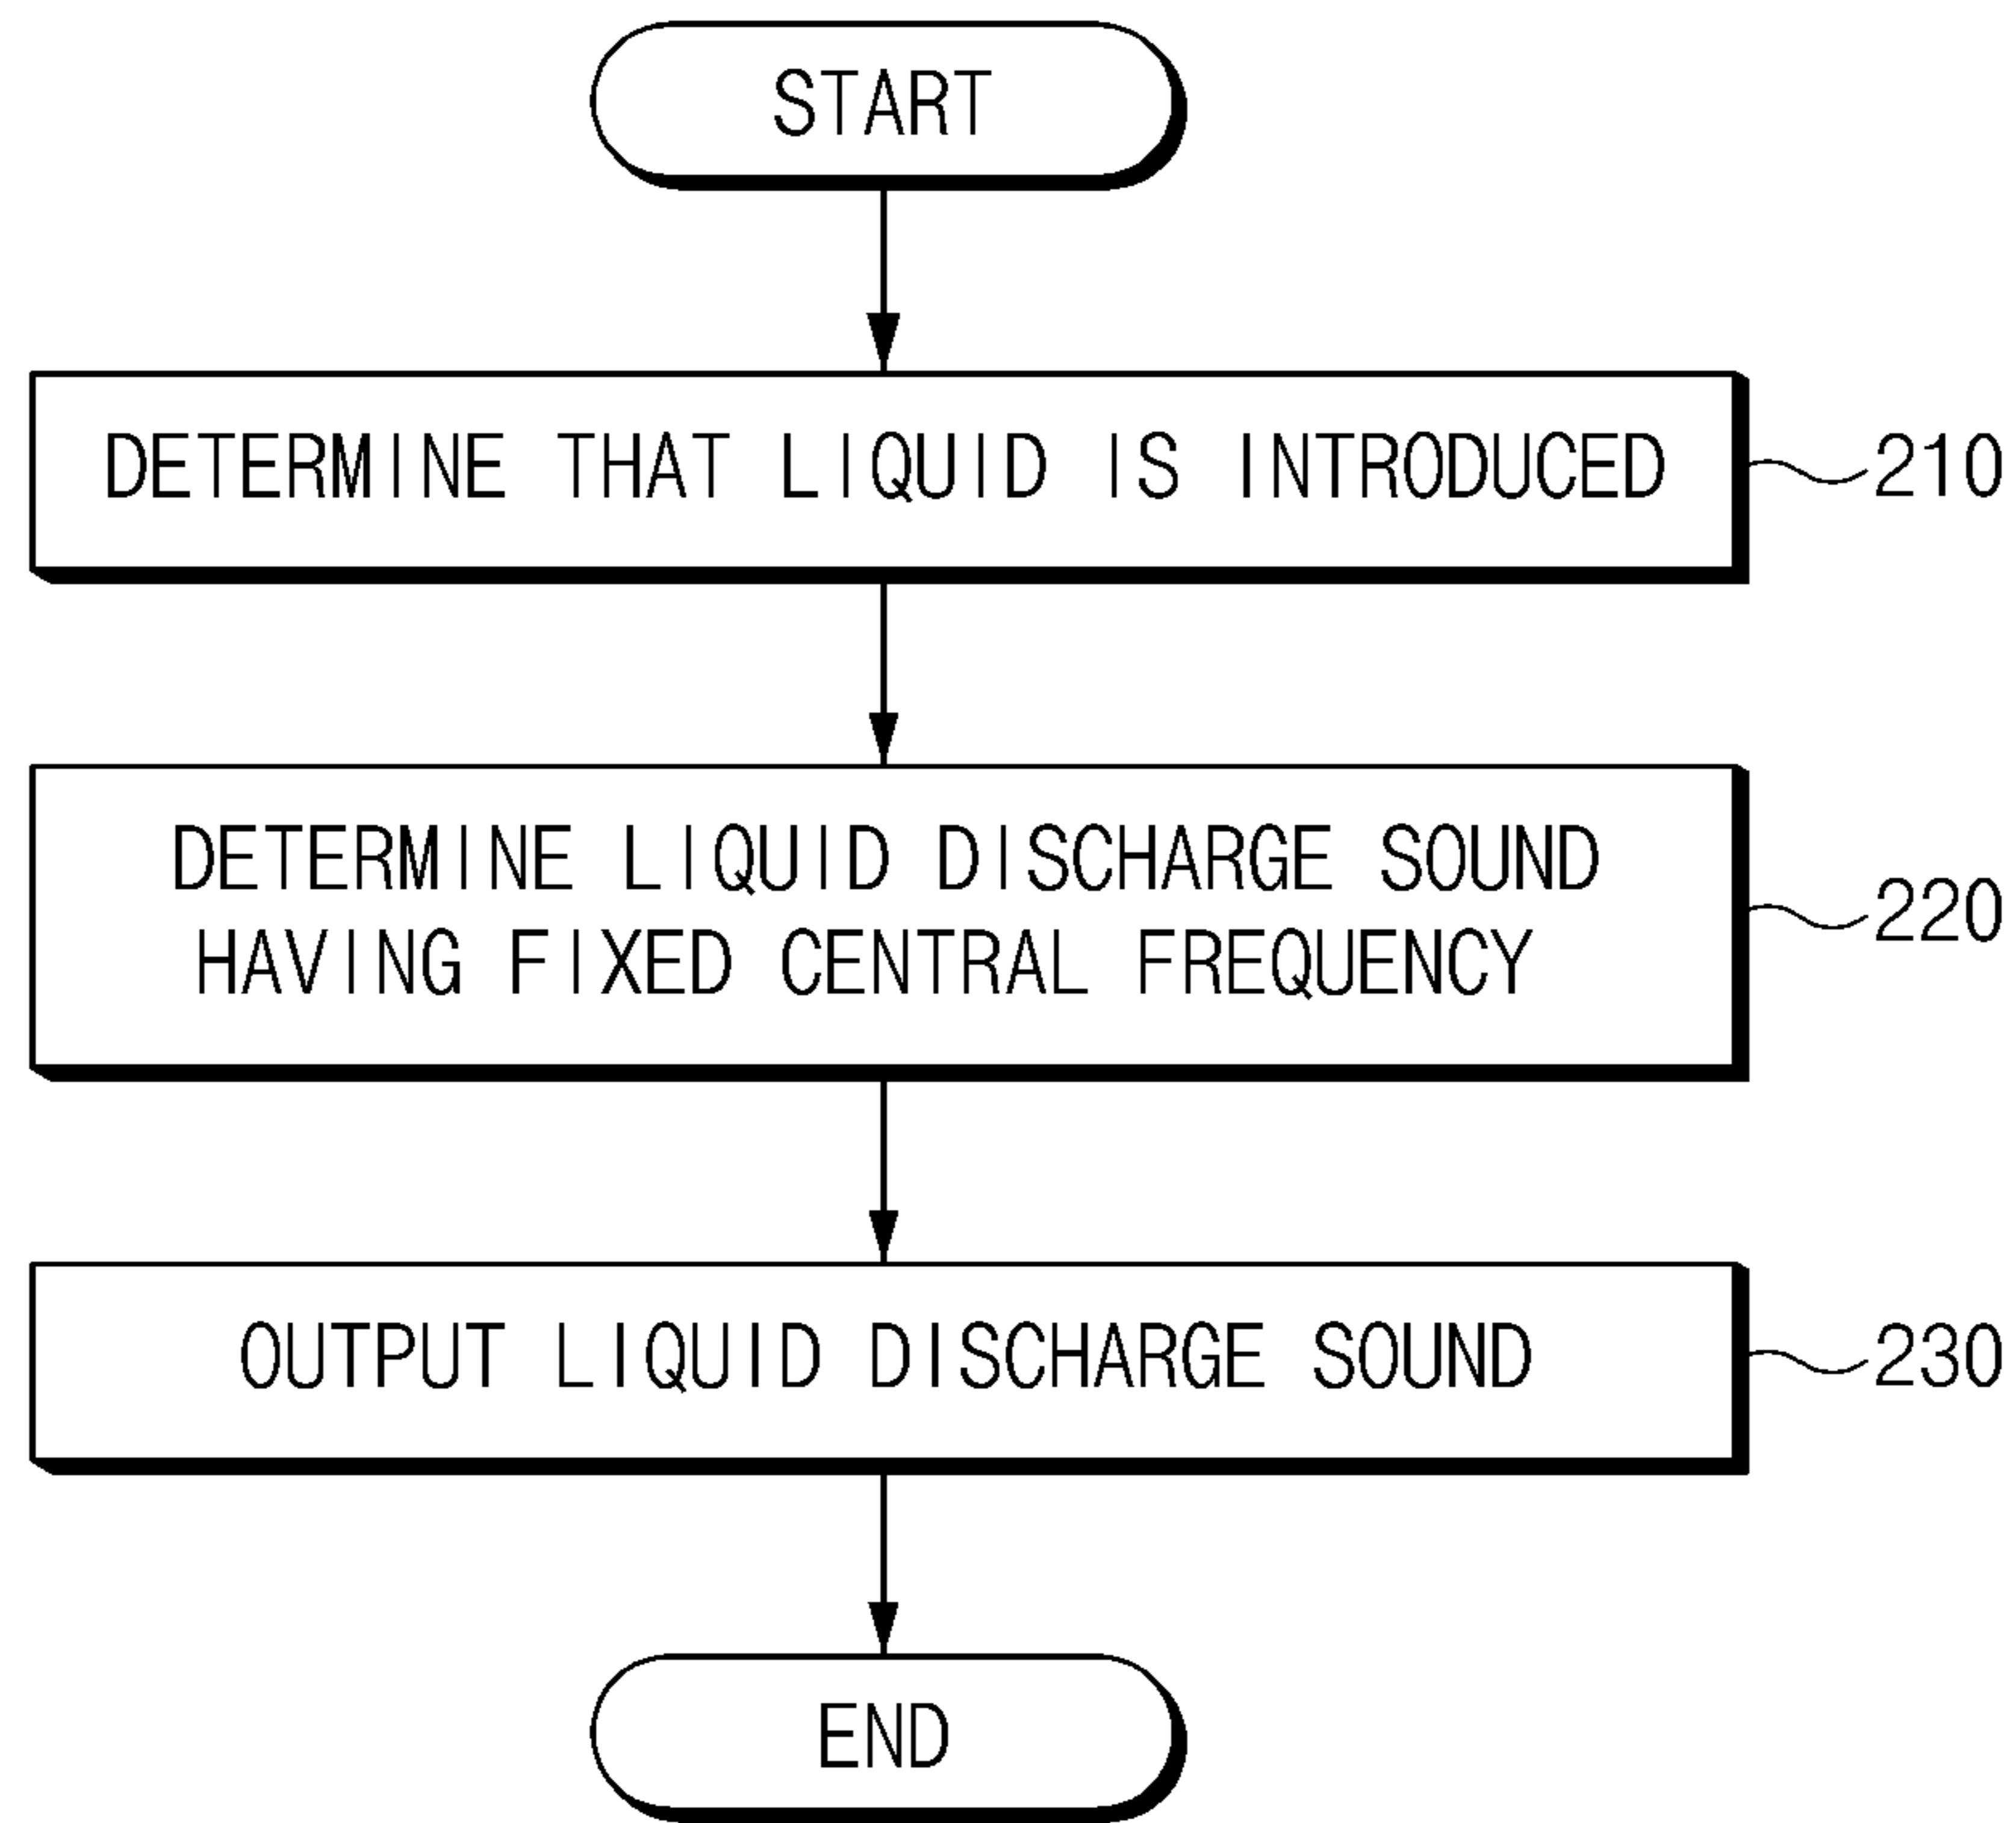 START
DETERMINE THAT LIQUID IS INTRODUCED
210
DETERMINE LIQUID DISCHARGE SOUND
HAVING FIXED CENTRAL FREQUENCY
220
OUTPUT LIQUID DISCHARGE SOUND
230
END